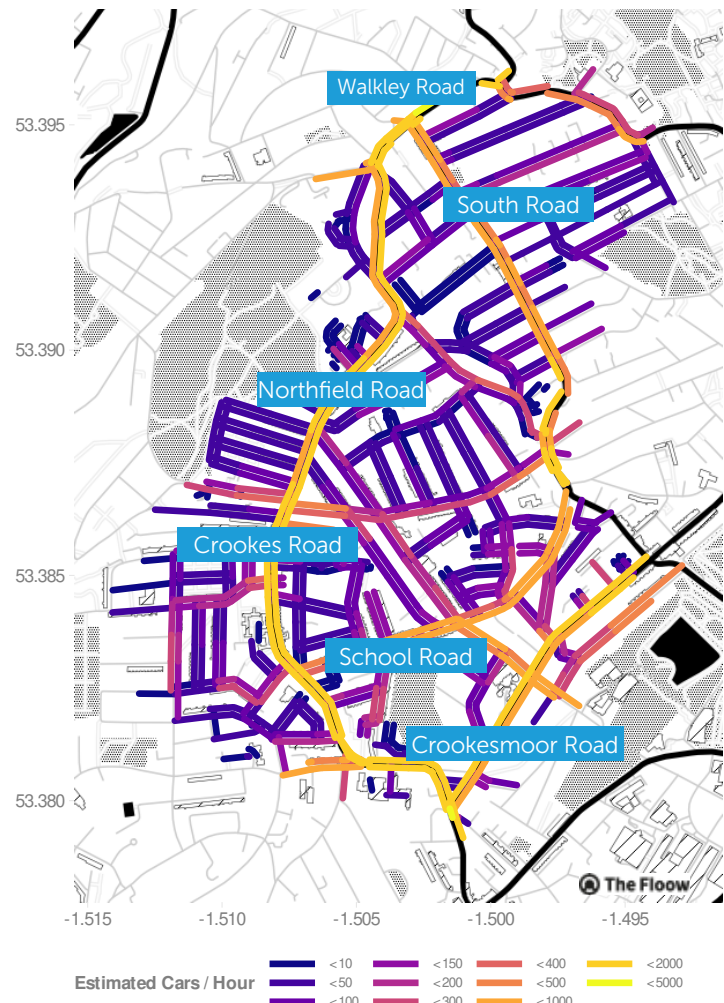 Walkley Road
53.395
South Road
53.390
Northfield Road
Crookes Road
53.385
School Road
Crookesmoor Road
53.380
The Floow
-1.515 -1.510 -1.505 -1.500 -1.495
Estimated Cars / Hour
<10 <150 <400 <2000
<50 <200 <500 <5000
<100 <300 <1000